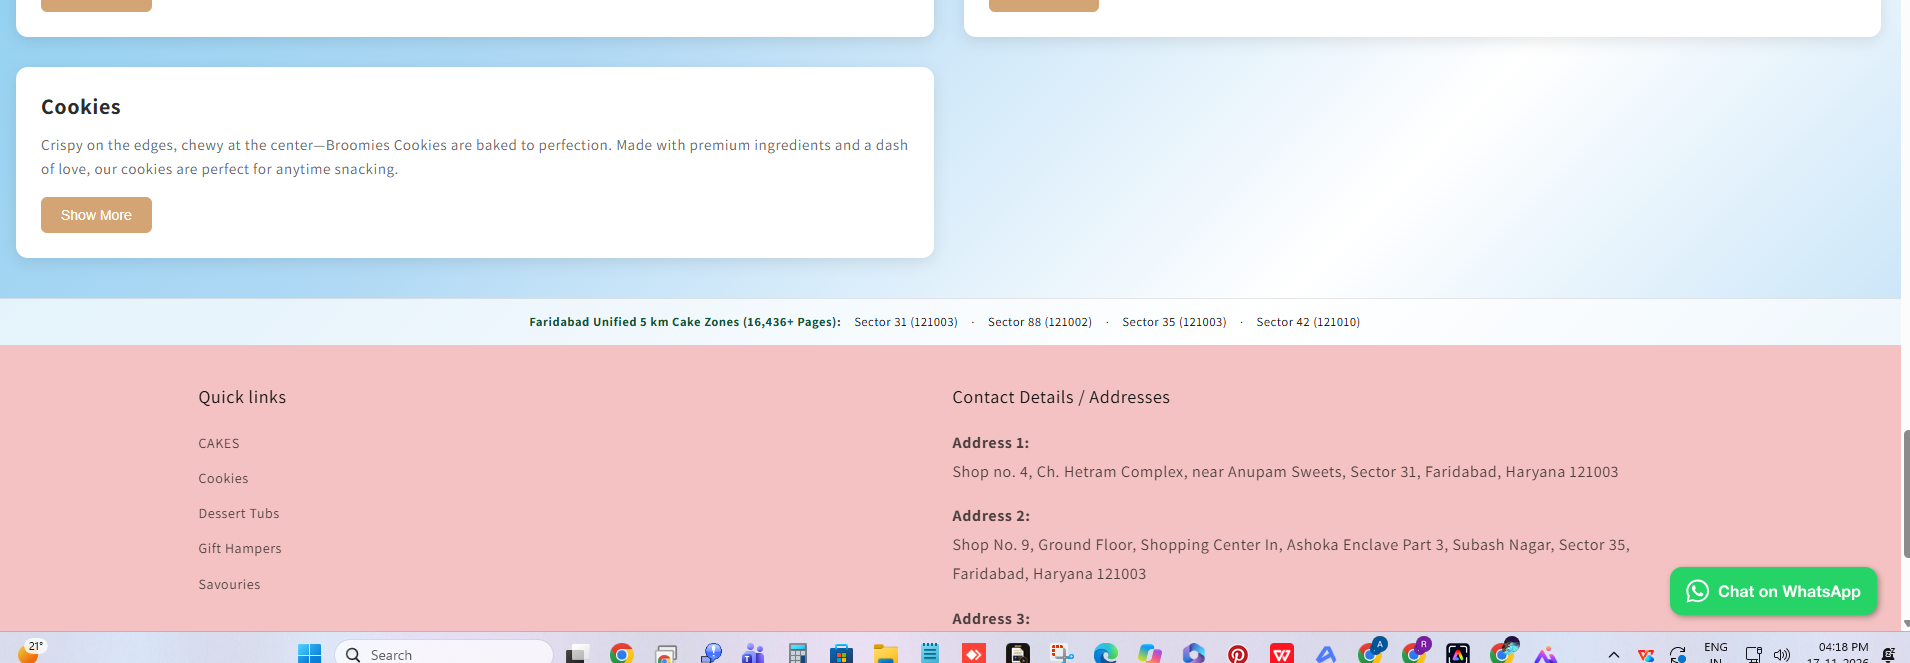 Cookies
Crispy on the edges, chewy at the center—Broomies Cookies are baked to perfection. Made with premium ingredients and a dash
of love, our cookies are perfect for anytime snacking.
Show More
Faridabad Unified 5 km Cake Zones (16,436+ Pages): Sector 31 (121003) · Sector 88 (121002) · Sector 35 (121003) · Sector 42 (121010)
Quick links
CAKES
Cookies
Dessert Tubs
Gift Hampers
Savouries
Contact Details / Addresses
Address 1:
Shop no. 4, Ch. Hetram Complex, near Anupam Sweets, Sector 31, Faridabad, Haryana 121003
Address 2:
Shop No. 9, Ground Floor, Shopping Center In, Ashoka Enclave Part 3, Subash Nagar, Sector 35,
Faridabad, Haryana 121003
Address 3:
Chat on WhatsApp
21°
Search
A
R
ENG
IN
04:18 PM